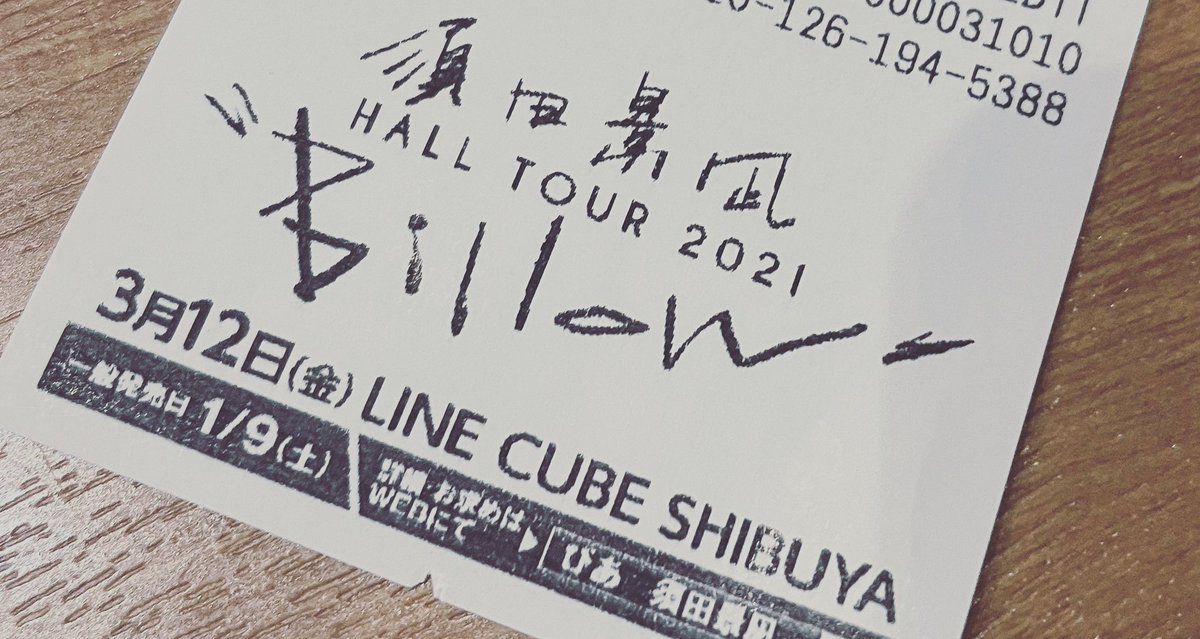 000031010
126-194-5388
須田景凪
HALL TOUR 2021
"Billow"
3月12日(金) LINE CUBE SHIBUYA
一般発売日 1/9(土)
詳細・お求めは
WEBにて▶
ぴあ 須田景凪